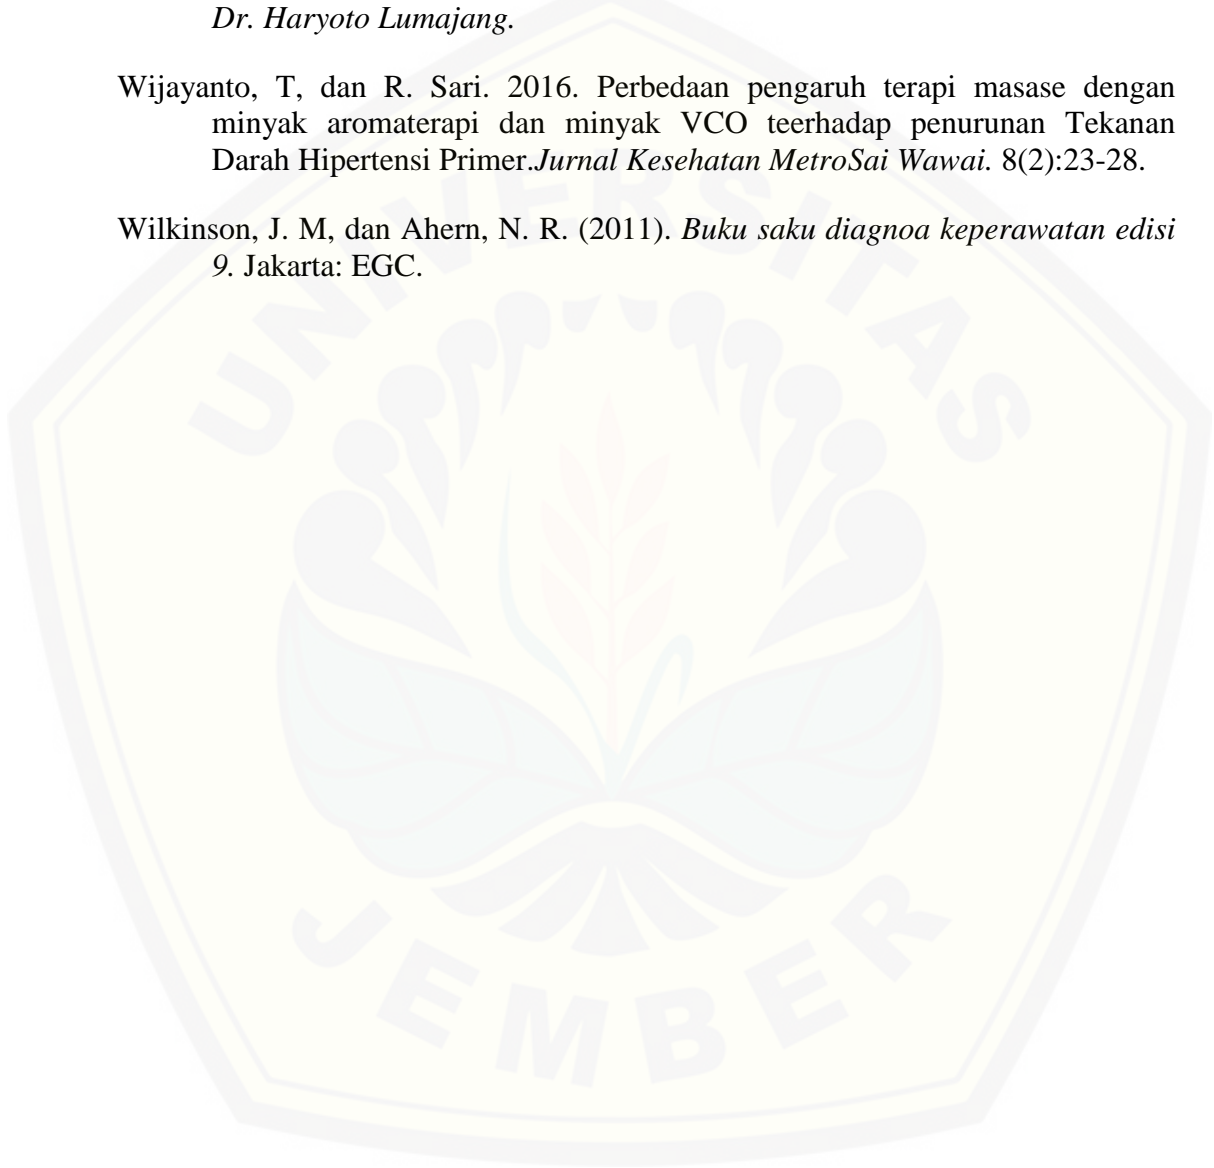 Dr. Haryoto Lumajang.
Wijayanto, T, dan R. Sari. 2016. Perbedaan pengaruh terapi masase dengan
minyak aromaterapi dan minyak VCO teerhadap penurunan Tekanan
Darah Hipertensi Primer.Jurnal Kesehatan MetroSai Wawai. 8(2):23-28.
Wilkinson, J. M, dan Ahern, N. R. (2011). Buku saku diagnoa keperawatan edisi
9. Jakarta: EGC.
UNIVERSITAS
JEMBER